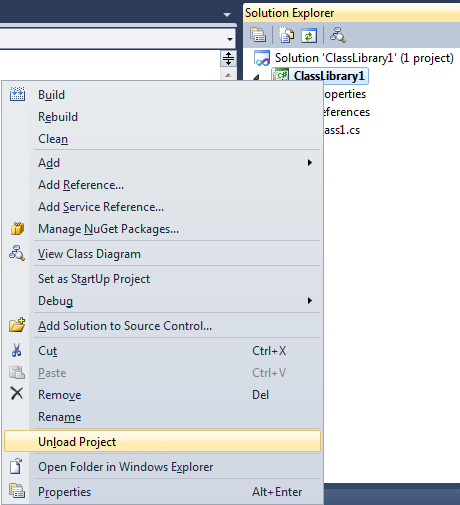 Solution Explorer
Solution 'ClassLibrary1' (1 project)
ClassLibrary1
operties
eferences
ass1.cs
Build
Rebuild
Clean
Add
Add Reference...
Add Service Reference...
Manage NuGet Packages...
View Class Diagram
Set as StartUp Project
Debug
Add Solution to Source Control...
Cut Ctrl+X
Paste Ctrl+V
Remove Del
Rename
Unload Project
Open Folder in Windows Explorer
Properties Alt+Enter